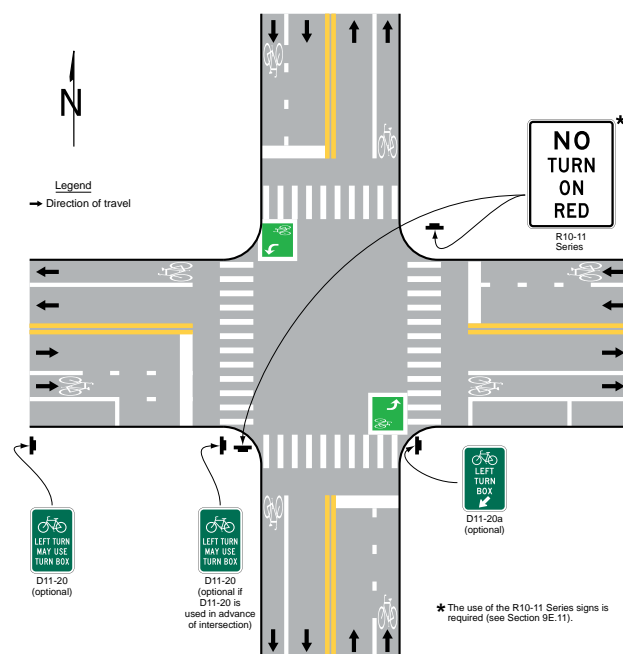 N
Legend
Direction of travel
NO
TURN
ON
RED
*
R10-11
Series
LEFT TURN
MAY USE
TURN BOX
D11-20
(optional)
LEFT TURN
MAY USE
TURN BOX
D11-20
(optional if
D11-20 is
used in advance
of intersection)
LEFT
TURN
BOX
D11-20a
(optional)
* The use of the R10-11 Series signs is
required (see Section 9E.11).